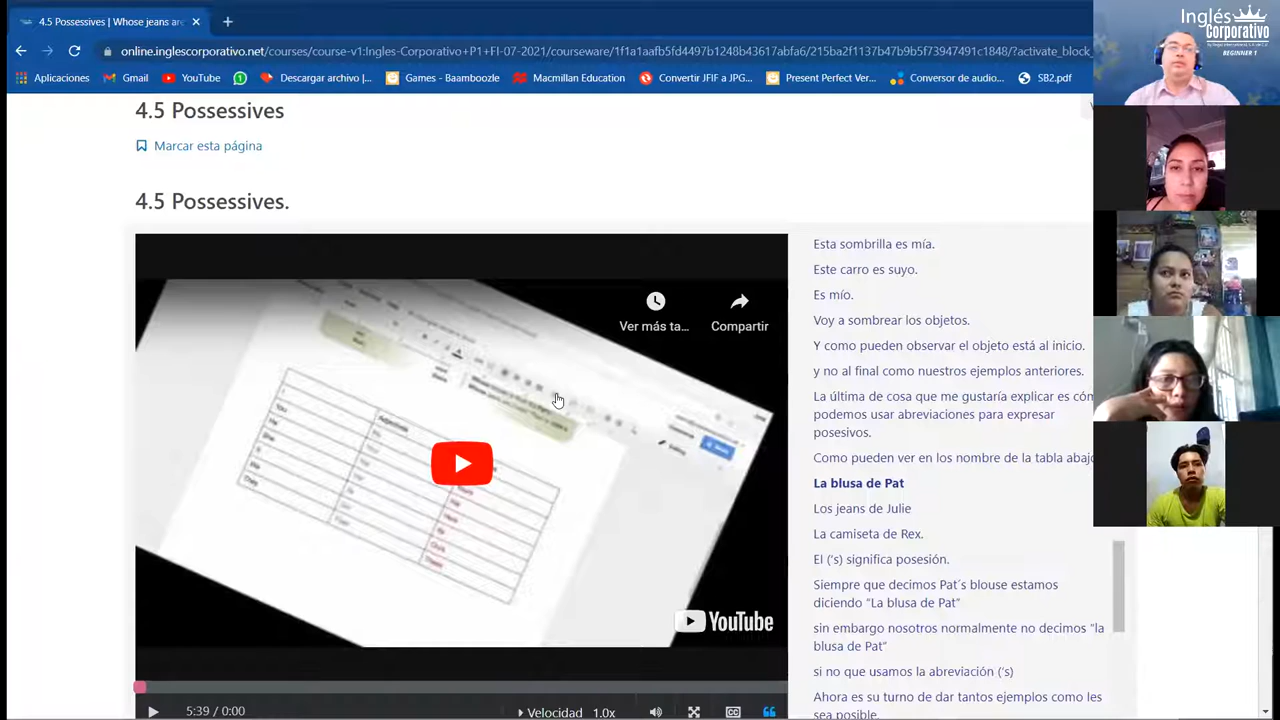 4.5 Possessives | Whose jeans are
online.inglescorporativo.net/courses/course-v1:Ingles-Corporativo+P1+FI-07-2021/courseware/1f1a1aafb5fd4497b1248b43617abfa6/215ba2f1137b47b9b5f73947491c1848/?activate_block_
Aplicaciones
Gmail
YouTube
Descargar archivo |...
Games - Baamboozle
Macmillan Education
Convertir JFIF a JPG...
Present Perfect Ver...
Conversor de audio...
SB2.pdf
Inglés
Corporativo
BEGINNER 1
4.5 Possessives
Marcar esta página
4.5 Possessives.
Ver más ta...
Compartir
YouTube
5:39 / 0:00
Velocidad 1.0x
Esta sombrilla es mía.
Este carro es suyo.
Es mío.
Voy a sombrear los objetos.
Y como pueden observar el objeto está al inicio.
y no al final como nuestros ejemplos anteriores.
La última de cosa que me gustaría explicar es cóm
podemos usar abreviaciones para expresar
posesivos.
Como pueden ver en los nombre de la tabla abajo
La blusa de Pat
Los jeans de Julie
La camiseta de Rex.
El ('s) significa posesión.
Siempre que decimos Pat´s blouse estamos
diciendo “La blusa de Pat”
sin embargo nosotros normalmente no decimos “la
blusa de Pat”
si no que usamos la abreviación ('s)
Ahora es su turno de dar tantos ejemplos como les
sea posible.